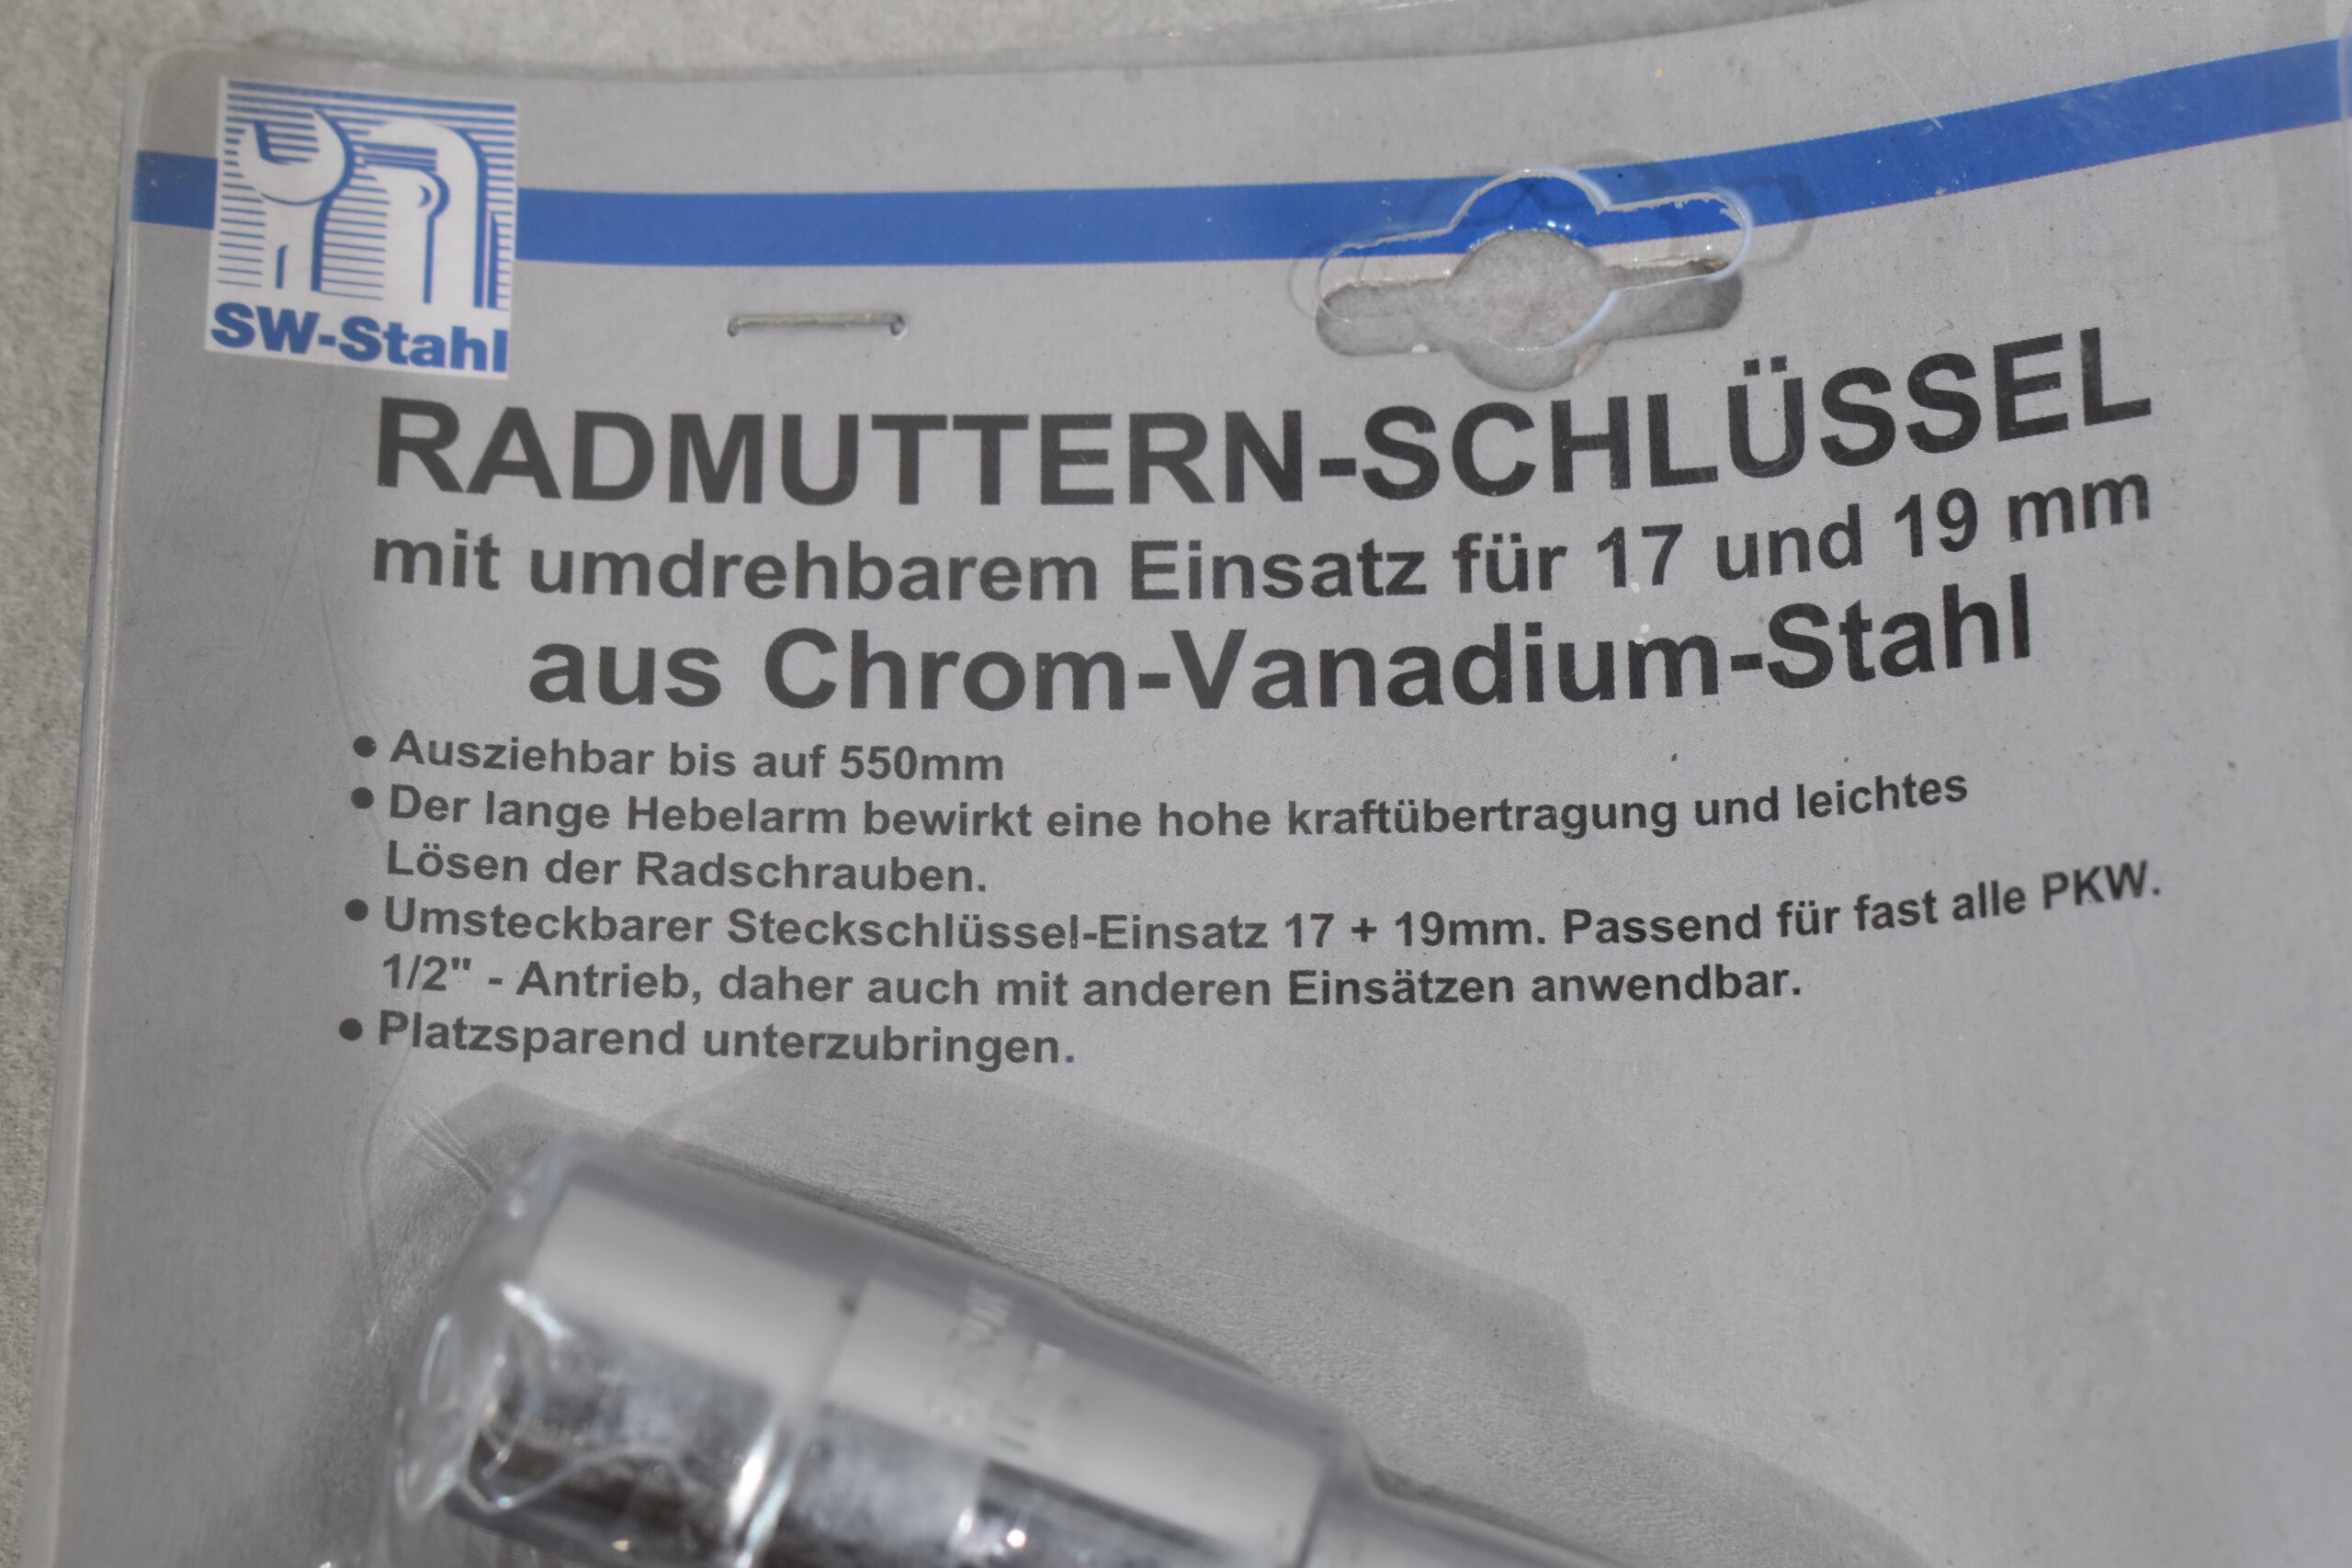 SW-Stahl
RADMUTTERN-SCHLÜSSEL
mit umdrehbarem Einsatz für 17 und 19 mm
aus Chrom-Vanadium-Stahl
• Ausziehbar bis auf 550mm
• Der lange Hebelarm bewirkt eine hohe kraftübertragung und leichtes
Lösen der Radschrauben.
• Umsteckbarer Steckschlüssel-Einsatz 17 + 19mm. Passend für fast alle PKW.
1/2" - Antrieb, daher auch mit anderen Einsätzen anwendbar.
• Platzsparend unterzubringen.